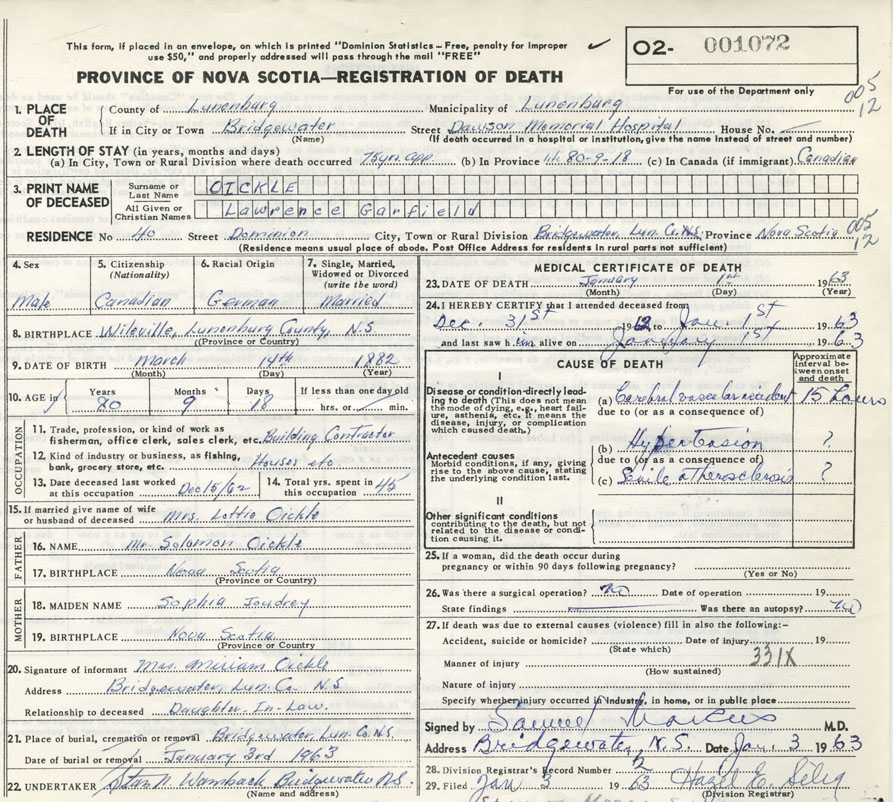 This form, if placed in an envelope, on which is printed "Dominion Statistics - Free, penalty for improper
use $50," and properly addressed will pass through the mail "FREE"
PROVINCE OF NOVA SCOTIA—REGISTRATION OF DEATH
O2- 001072
For use of the Department only
005
12
1. PLACE OF DEATH
County of Lunenburg Municipality of Lunenburg
If in City or Town Bridgewater Street Dawson Memorial Hospital House No.
(Name) (If death occurred in a hospital or institution, give the name instead of street and number)
2. LENGTH OF STAY (in years, months and days)
(a) In City, Town or Rural Division where death occurred 75yrs.app. (b) In Province 80-9-18 (c) In Canada (if immigrant) Canadian
3. PRINT NAME OF DECEASED
Surname or Last Name OICKLE
All Given or Christian Names Lawrence Garfield
RESIDENCE No 40 Street Dominion City, Town or Rural Division Bridgewater, Lun. Co. N.S. Province Nova Scotia
005
12
(Residence means usual place of abode. Post Office Address for residents in rural parts not sufficient)
4. Sex
Male
5. Citizenship (Nationality)
Canadian
6. Racial Origin
German
7. Single, Married, Widowed or Divorced (write the word)
Married
8. BIRTHPLACE Wileville, Lunenburg County, N.S
(Province or Country)
9. DATE OF BIRTH March 14th 1882
(Month) (Day) (Year)
10. AGE in
Years Months Days If less than one day old
80 9 18 hrs. or min.
OCCUPATION
11. Trade, profession, or kind of work as
fisherman, office clerk, sales clerk, etc. Building Contractor
12. Kind of industry or business, as fishing,
bank, grocery store, etc. Houses etc
13. Date deceased last worked
at this occupation Dec 15/62
14. Total yrs. spent in
this occupation 45
15. If married give name of wife
or husband of deceased Mrs. Lottie Oickle
FATHER
16. NAME Mr. Solomon Oickle
17. BIRTHPLACE Nova Scotia
(Province or Country)
MOTHER
18. MAIDEN NAME Sophia Joudrey
19. BIRTHPLACE Nova Scotia
(Province or Country)
20. Signature of informant Mrs. Miriam Oickle
Address Bridgewater, Lun. Co. N.S
Relationship to deceased Daughter-In-Law.
21. Place of burial, cremation or removal Bridgewater, Lun. Co. N.S.
Date of burial or removal January 3rd 1963
22. UNDERTAKER Wamback, Bridgewater N.S.
(Name and address)
MEDICAL CERTIFICATE OF DEATH
23. DATE OF DEATH January 1st 1963
(Month) (Day) (Year)
24. I HEREBY CERTIFY that I attended deceased from
Dec. 31st 1962 to Jan. 1st 1963
and last saw him alive on January 1st 1963
CAUSE OF DEATH
Approximate interval between onset and death
I
Disease or condition directly leading to death (This does not mean the mode of dying, e.g., heart failure, asthenia, etc. It means the disease, injury, or complication which caused death.)
(a) Cerebral vascular accident 15 hours
due to (or as a consequence of)
Antecedent causes
Morbid conditions, if any, giving rise to the above cause, stating the underlying condition last.
(b) Hypertension ?
due to (or as a consequence of)
(c) Senile atherosclerosis ?
II
Other significant conditions
contributing to the death, but not related to the disease or condition causing it.
25. If a woman, did the death occur during
pregnancy or within 90 days following pregnancy?
(Yes or No)
26. Was there a surgical operation? no Date of operation 19
State findings Was there an autopsy? no
27. If death was due to external causes (violence) fill in also the following:-
Accident, suicide or homicide? Date of injury 19
(State which)
331X
Manner of injury
(How sustained)
Nature of injury
Specify whether injury occurred in industry, in home, or in public place
Signed by Samuel Marcus M.D.
Address Bridgewater, N.S. Date Jan. 3 1963
28. Division Registrar's Record Number 2
29. Filed Jan 3 1963 Hazel E. Selig
(Division Registrar)